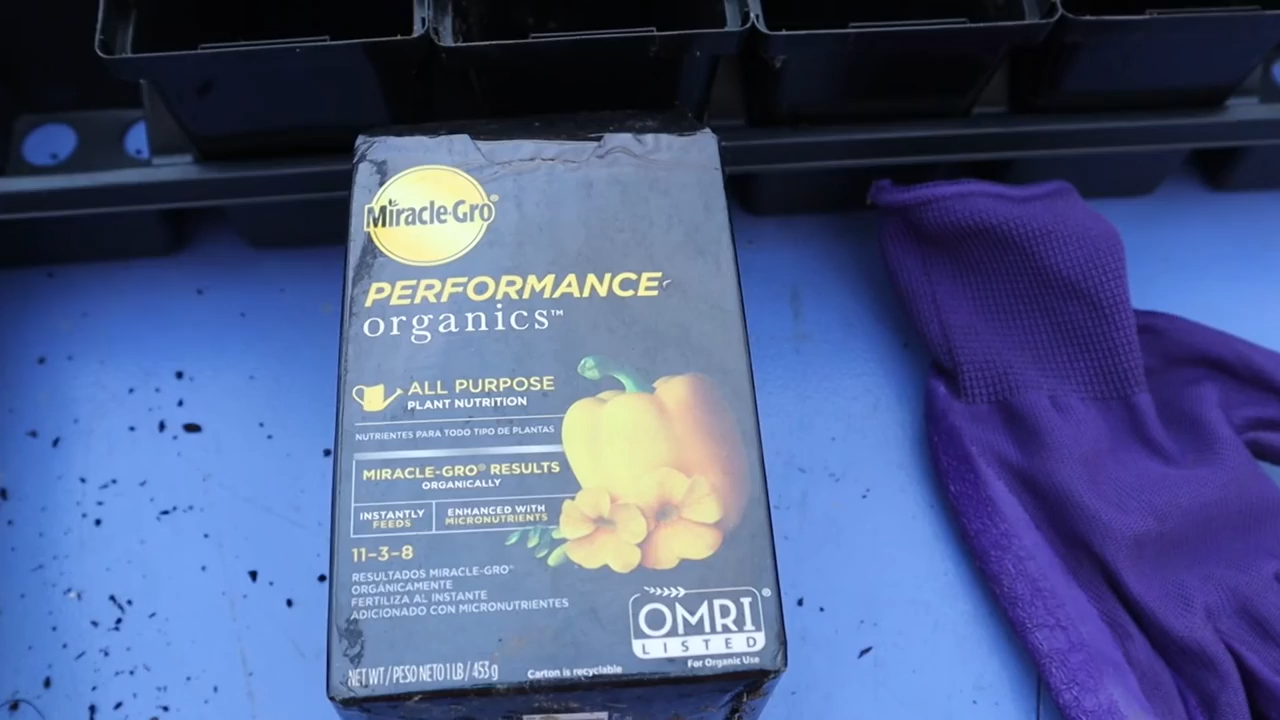 Miracle-Gro®
PERFORMANCE
organics™
ALL PURPOSE
PLANT NUTRITION
NUTRIENTES PARA TODO TIPO DE PLANTAS
MIRACLE-GRO® RESULTS
ORGANICALLY
INSTANTLY
FEEDS
ENHANCED WITH
MICRONUTRIENTS
11-3-8
RESULTADOS MIRACLE-GRO®
ORGÁNICAMENTE
FERTILIZA AL INSTANTE
ADICIONADO CON MICRONUTRIENTES
OMRI®
LISTED
For Organic Use
NET WT / PESO NETO 1 LB / 453 g
Carton is recyclable